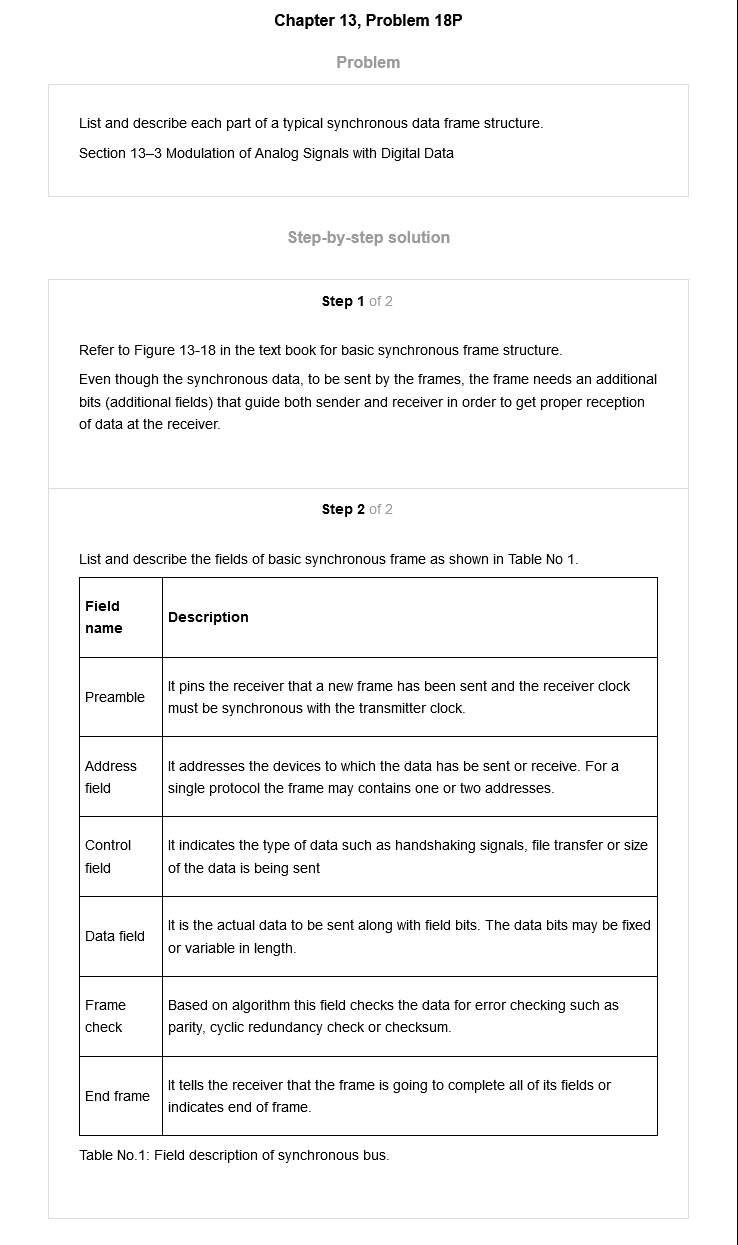 Chapter 13, Problem 18P
Problem
List and describe each part of a typical synchronous data frame structure.
Section 13–3 Modulation of Analog Signals with Digital Data
Step-by-step solution
Step 1 of 2
Refer to Figure 13-18 in the text book for basic synchronous frame structure.
Even though the synchronous data, to be sent by the frames, the frame needs an additional
bits (additional fields) that guide both sender and receiver in order to get proper reception
of data at the receiver.
Step 2 of 2
List and describe the fields of basic synchronous frame as shown in Table No 1.
Field
name
Description
Preamble
It pins the receiver that a new frame has been sent and the receiver clock
must be synchronous with the transmitter clock.
Address
field
It addresses the devices to which the data has be sent or receive. For a
single protocol the frame may contains one or two addresses.
Control
field
It indicates the type of data such as handshaking signals, file transfer or size
of the data is being sent
Data field
It is the actual data to be sent along with field bits. The data bits may be fixed
or variable in length.
Frame
check
Based on algorithm this field checks the data for error checking such as
parity, cyclic redundancy check or checksum.
End frame
It tells the receiver that the frame is going to complete all of its fields or
indicates end of frame.
Table No.1: Field description of synchronous bus.